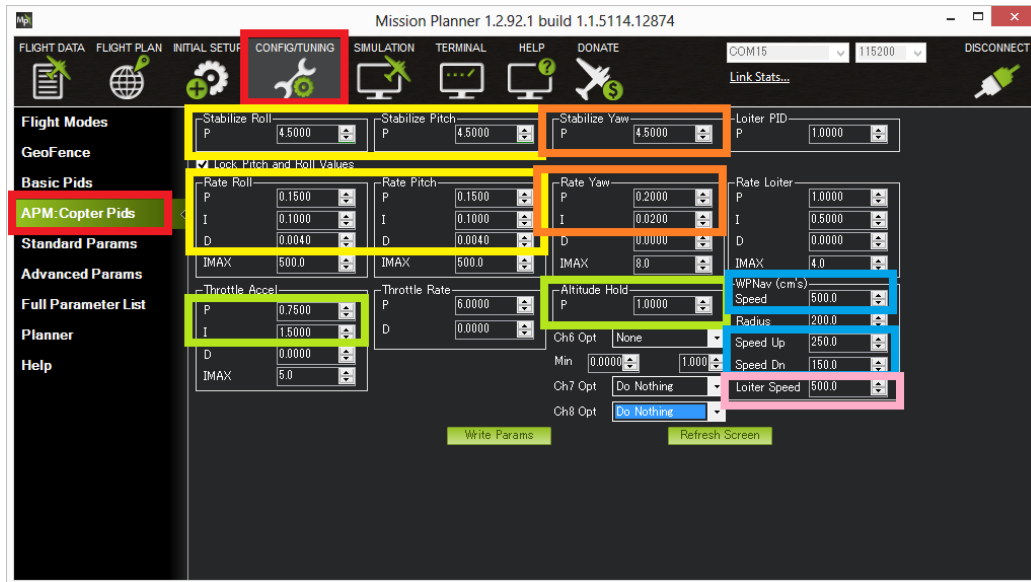 Mp
Mission Planner 1.2.92.1 build 1.1.5114.12874
FLIGHT DATA FLIGHT PLAN INITIAL SETUP CONFIG/TUNING SIMULATION TERMINAL HELP DONATE COM15 115200 DISCONNECT
Link Stats...
Flight Modes
GeoFence
Basic Pids
APM:Copter Pids
Standard Params
Advanced Params
Full Parameter List
Planner
Help
Stabilize Roll Stabilize Pitch Stabilize Yaw Loiter PID
P 4.5000 P 4.5000 P 4.5000 P 1.0000
Lock Pitch and Roll Values
Rate Roll Rate Pitch Rate Yaw Rate Loiter
P 0.1500 P 0.1500 P 0.2000 P 1.0000
I 0.1000 I 0.1000 I 0.0200 I 0.5000
D 0.0040 D 0.0040 D 0.0000 D 0.0000
IMAX 500.0 IMAX 500.0 IMAX 8.0 IMAX 4.0
Throttle Accel Throttle Rate Altitude Hold WPNav (cm's)
P 0.7500 P 6.0000 P 1.0000 Speed 500.0
I 1.5000 D 0.0000 Radius 200.0
D 0.0000 Ch6 Opt None Speed Up 250.0
IMAX 5.0 Min 0.0000 1.000 Speed Dn 150.0
Ch7 Opt Do Nothing Loiter Speed 500.0
Ch8 Opt Do Nothing
Write Params Refresh Screen